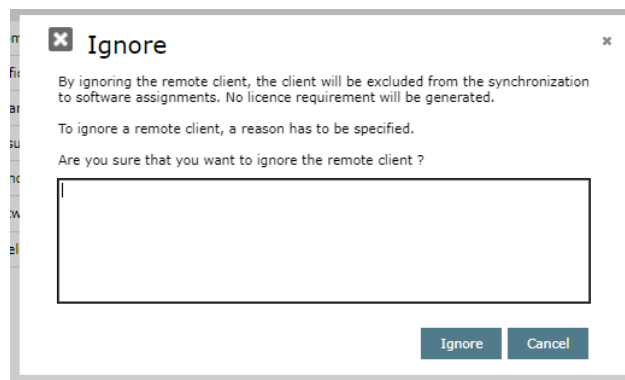 Ignore
By ignoring the remote client, the client will be excluded from the synchronization
to software assignments. No licence requirement will be generated.
To ignore a remote client, a reason has to be specified.
Are you sure that you want to ignore the remote client ?
Ignore
Cancel